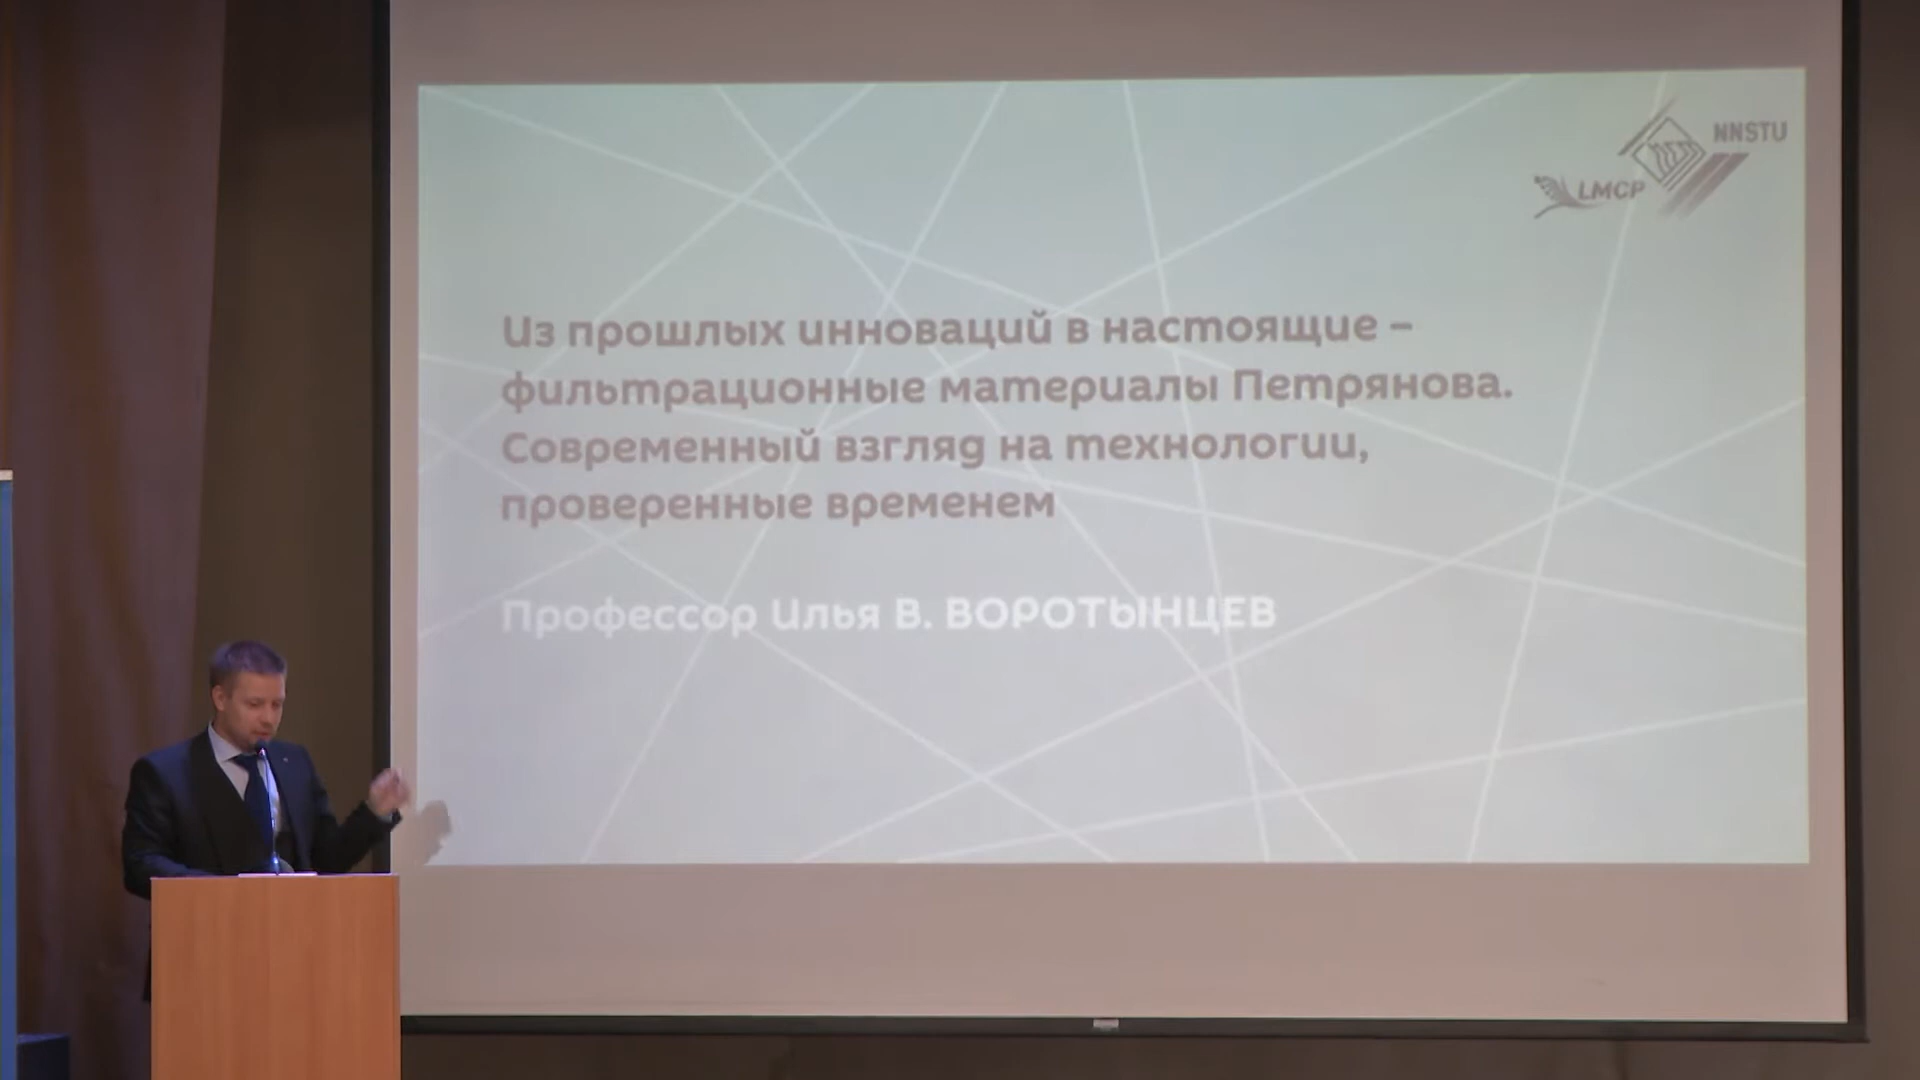 NNSTU
LMCP
Из прошлых инноваций в настоящие –
фильтрационные материалы Петрянова.
Современный взгляд на технологии,
проверенные временем
Профессор Илья В. ВОРОТЫНЦЕВ